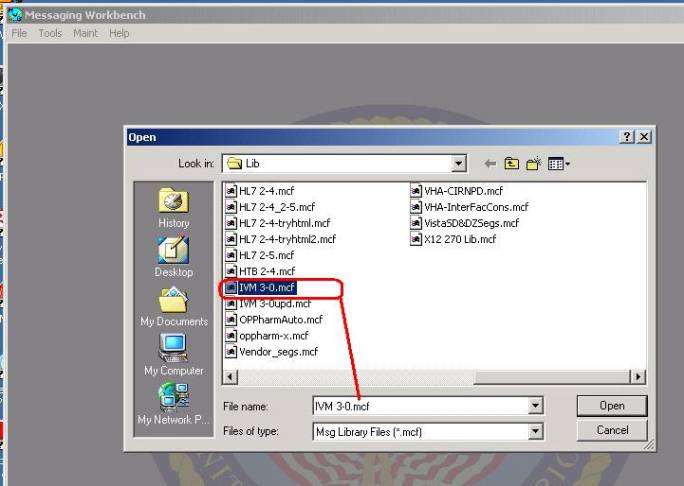 Messaging Workbench
File Tools Maint Help
Open
Look in: Lib
History
Desktop
My Documents
My Computer
My Network P...
HL7 2-4.mcf
HL7 2-4_2-5.mcf
HL7 2-4-tryhtml.mcf
HL7 2-4-tryhtml2.mcf
HL7 2-5.mcf
HTB 2-4.mcf
IVM 3-0.mcf
IVM 3-0upd.mcf
OPPharmAuto.mcf
oppharm-x.mcf
Vendor_segs.mcf
VHA-CIRNPD.mcf
VHA-InterFacCons.mcf
VistaSD&DZSegs.mcf
X12 270 Lib.mcf
File name: IVM 3-0.mcf Open
Files of type: Msg Library Files (*.mcf) Cancel